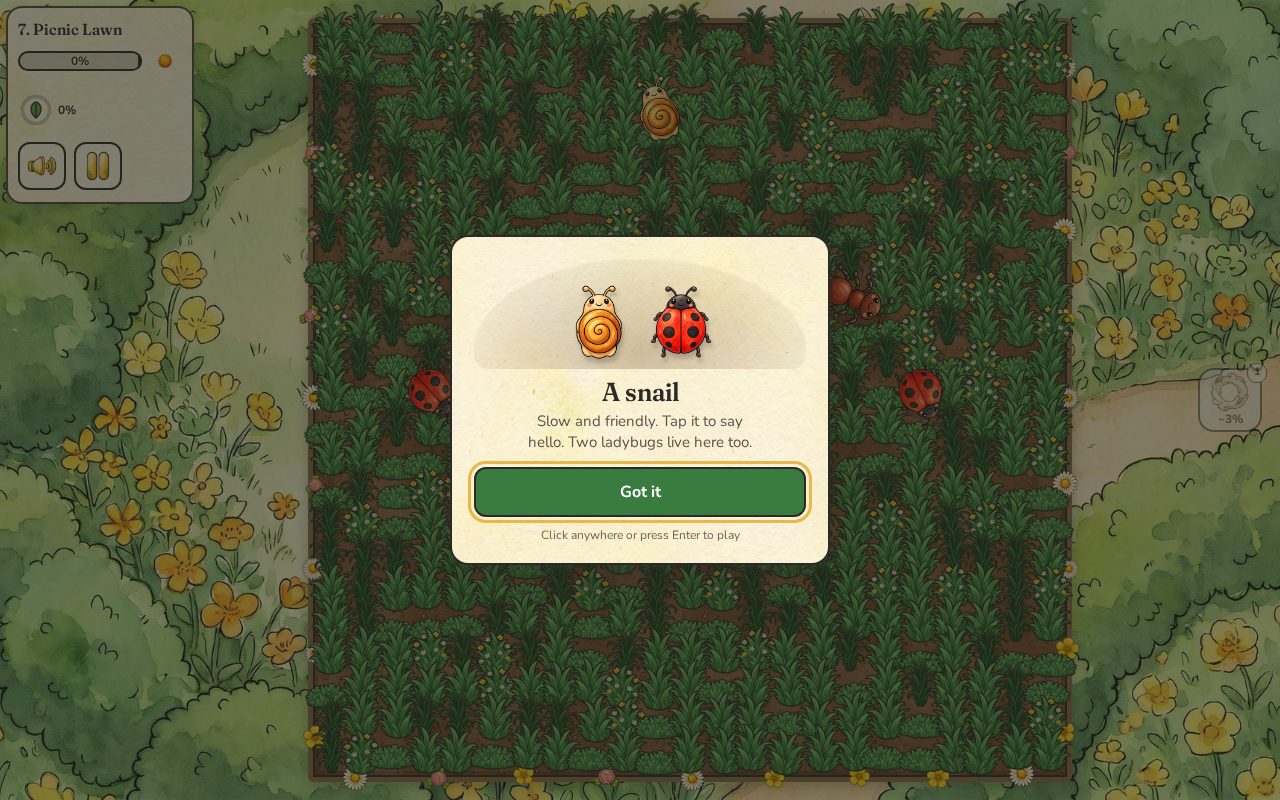 7. Picnic Lawn
0%
0%
A snail
Slow and friendly. Tap it to say
hello. Two ladybugs live here too.
Got it
Click anywhere or press Enter to play
~3%